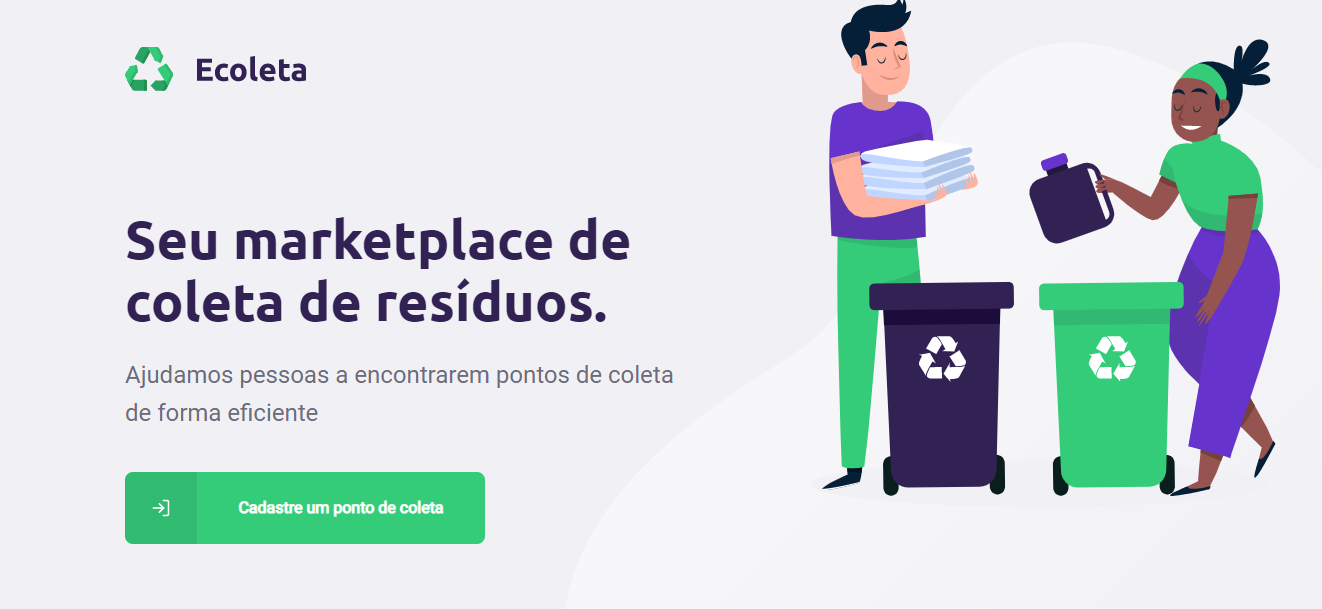 Ecoleta
Seu marketplace de
coleta de resíduos.
Ajudamos pessoas a encontrarem pontos de coleta
de forma eficiente
Cadastre um ponto de coleta